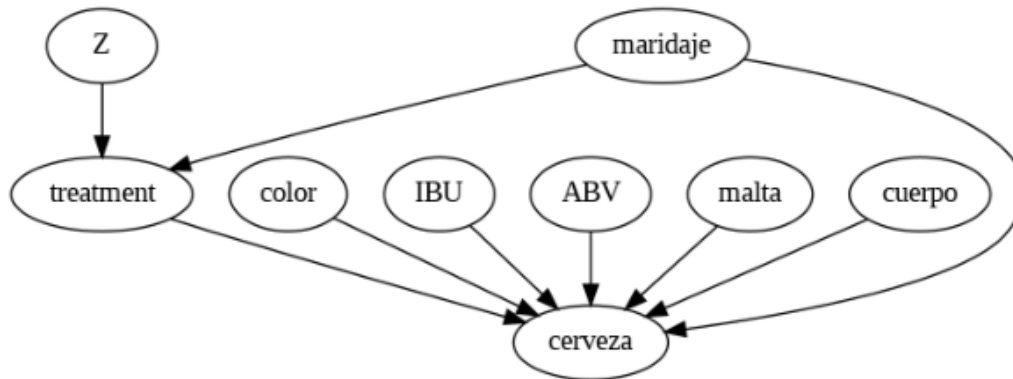 Z
maridaje
treatment
color
IBU
ABV
malta
cuerpo
cerveza